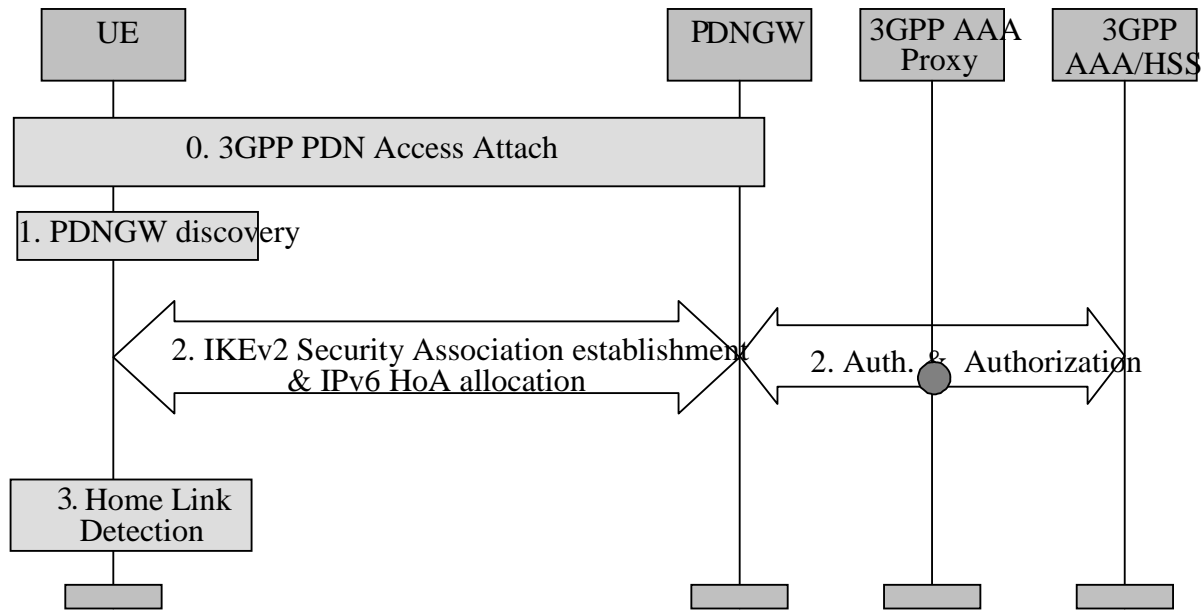 UE
PDNGW
3GPP AAA
Proxy
3GPP
AAA/HSS
0. 3GPP PDN Access Attach
1. PDNGW discovery
2. IKEv2 Security Association establishment
& IPv6 HoA allocation
2. Auth. & Authorization
3. Home Link
Detection